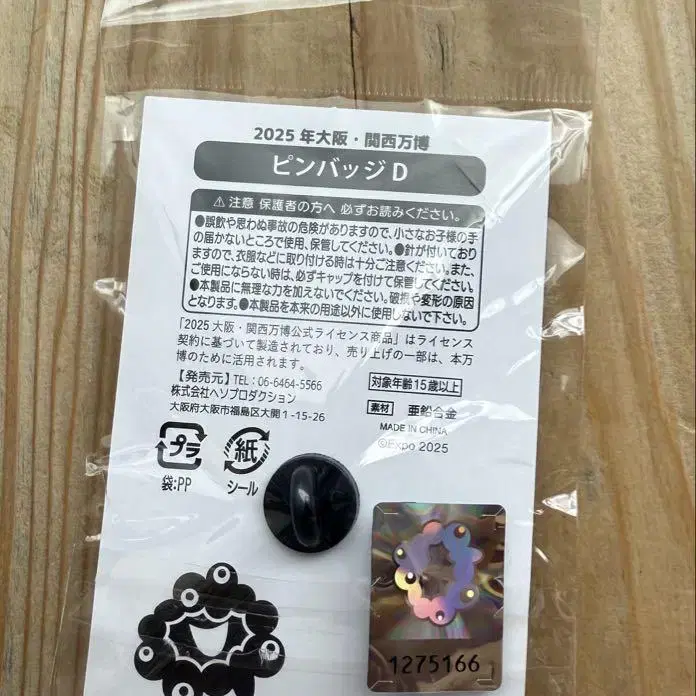 2025年大阪・関西万博
ピンバッジD
⚠注意 保護者の方へ 必ずお読みください。
●誤飲や思わぬ事故の危険がありますので、小さなお子様の手
の届かないところで使用、保管してください。●針が付いており
ますので、衣服などに取り付ける時は十分ご注意ください。また、
ご使用にならない時は、必ずキャップを付けて保管してください。
●本製品に無理な力を加えないでください。破損や変形の原因
となります。●本製品を本来の用途以外に使用しないで下さい。
「2025 大阪・関西万博公式ライセンス商品」はライセンス
契約に基づいて製造されており、売り上げの一部は、本万
博のために活用されます。
【発売元】TEL:06-6464-5566
株式会社ヘソプロダクション
大阪府大阪市福島区大開1-15-26
対象年齢15歳以上
素材 亜鉛合金
MADE IN CHINA
©Expo 2025
プラ
袋:PP
紙
シール
1275166